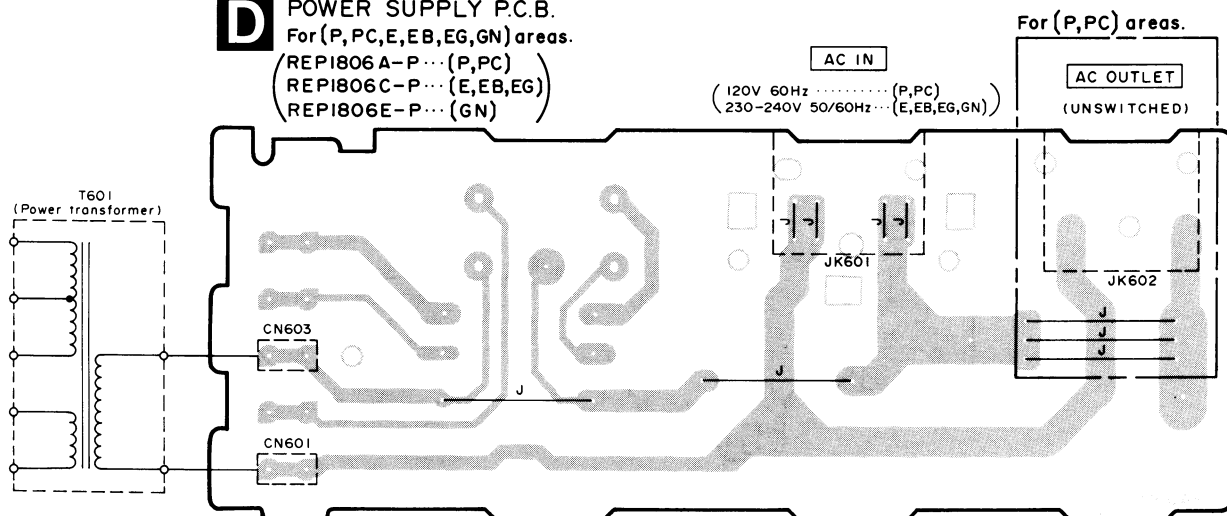 D
POWER SUPPLY P.C.B.
For (P,PC,E,EB,EG,GN) areas.
(REP1806A-P···(P,PC)
REP1806C-P···(E,EB,EG)
REP1806E-P···(GN))
AC IN
(120V 60Hz ·········· (P,PC)
230-240V 50/60Hz···(E,EB,EG,GN))
For (P,PC) areas.
AC OUTLET
(UNSWITCHED)
T601
(Power transformer)
J J J J
JK601
JK602
J
J
J
CN603
J
J
CN601